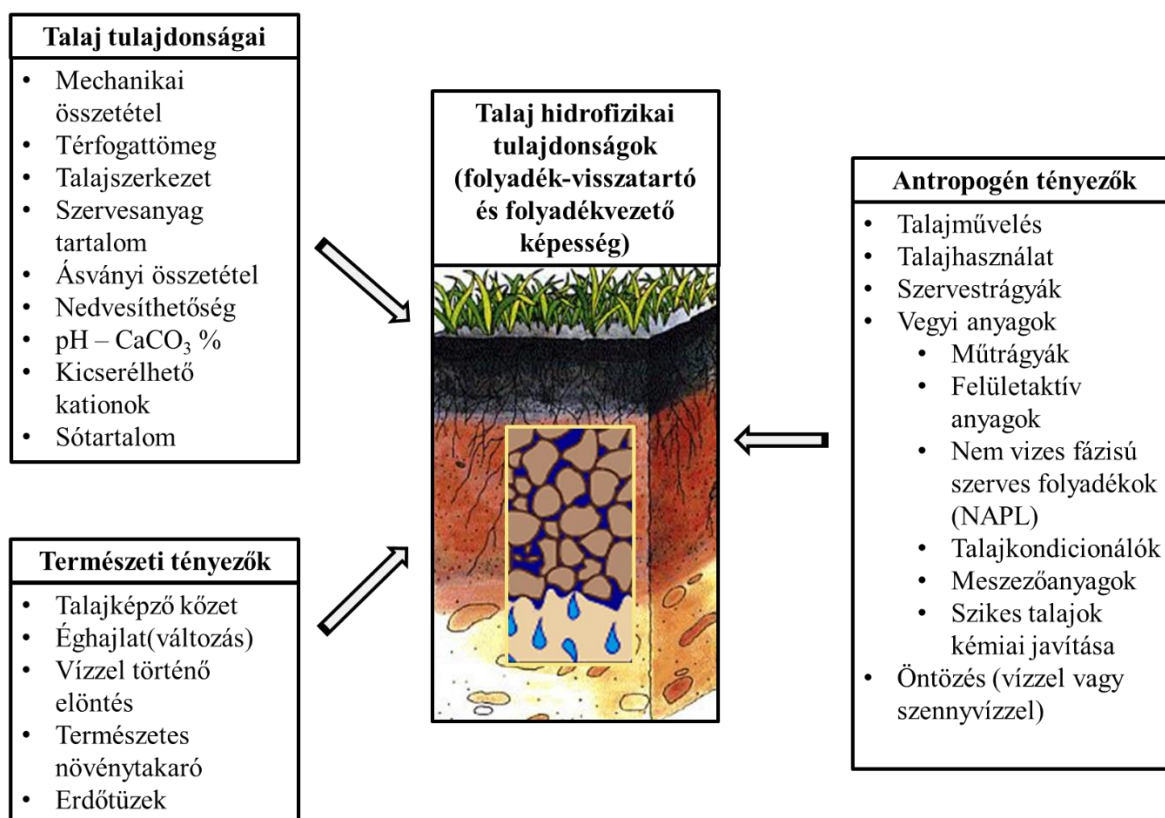 Talaj tulajdonságai
• Mechanikai
összetétel
• Térfogattömeg
• Talajszerkezet
• Szervesanyag
tartalom
• Ásványi összetétel
• Nedvesíthetőség
• pH – CaCO₃ %
• Kicserélhető
kationok
• Sótartalom
Természeti tényezők
• Talajképző kőzet
• Éghajlat(változás)
• Vízzel történő
elöntés
• Természetes
növénytakaró
• Erdőtüzek
Talaj hidrofizikai
tulajdonságok
(folyadék-visszatartó
és folyadékvezető
képesség)
Antropogén tényezők
• Talajművelés
• Talajhasználat
• Szervestrágyák
• Vegyi anyagok
• Műtrágyák
• Felületaktív
anyagok
• Nem vizes fázisú
szerves folyadékok
(NAPL)
• Talajkondicionálók
• Meszezőanyagok
• Szikes talajok
kémiai javítása
• Öntözés (vízzel vagy
szennyvízzel)